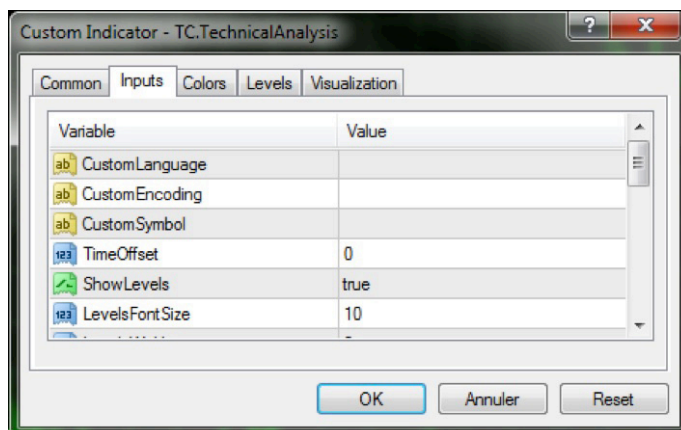 Custom Indicator - TC.TechnicalAnalysis
Common Inputs Colors Levels Visualization
Variable Value
ab CustomLanguage
ab CustomEncoding
ab CustomSymbol
123 TimeOffset 0
ShowLevels true
123 LevelsFontSize 10
OK Annuler Reset